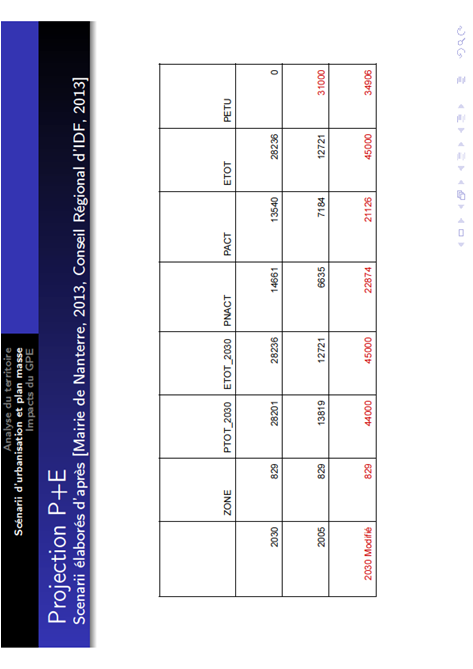 Analyse du territoire
Scénarii d'urbanisation et plan masse
Impacts du GPE
Projection P+E
Scenarii élaborés d'après [Mairie de Nanterre, 2013, Conseil Régional d'IDF, 2013]
ZONE PTOT_2030 ETOT_2030 PNACT PACT ETOT PETU
2030 829 28201 28236 14661 13540 28236 0
2005 829 13819 12721 6635 7184 12721 31000
2030 Modifié 829 44000 45000 22874 21126 45000 34906